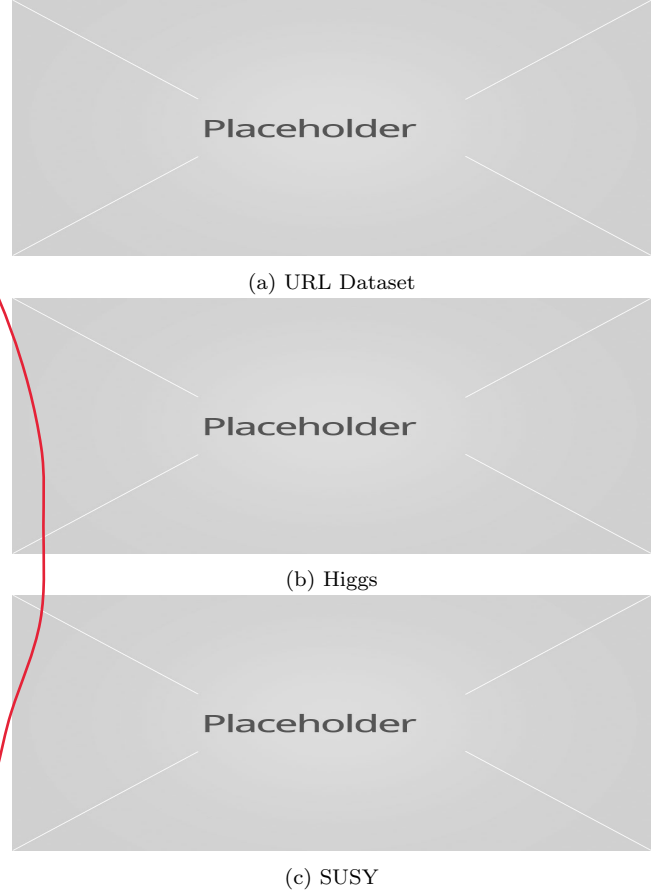 Placeholder
(a) URL Dataset
Placeholder
(b) Higgs
Placeholder
(c) SUSY